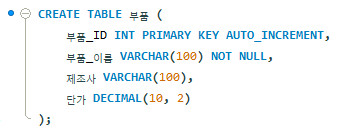 CREATE TABLE 부품 (
부품_ID INT PRIMARY KEY AUTO_INCREMENT,
부품_이름 VARCHAR(100) NOT NULL,
제조사 VARCHAR(100),
단가 DECIMAL(10, 2)
);